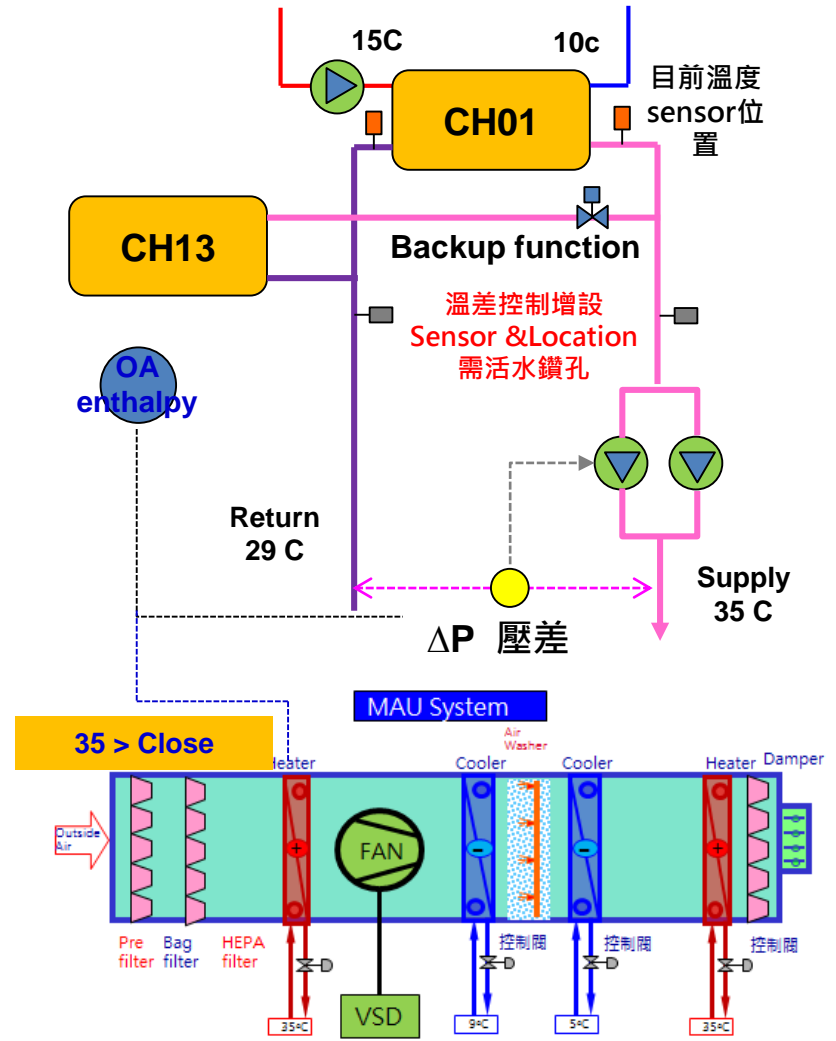 15C
10c
目前溫度
sensor位
置
CH01
CH13
Backup function
溫差控制增設
Sensor &Location
需活水鑽孔
OA
enthalpy
Return
29 C
Supply
35 C
ΔP 壓差
MAU System
35 > Close
Heater
Cooler
Air
Washer
Cooler
Heater
Damper
Outside
Air
FAN
Pre
filter
Bag
filter
HEPA
filter
控制閥
控制閥
控制閥
VSD
35°C
9°C
5°C
35°C